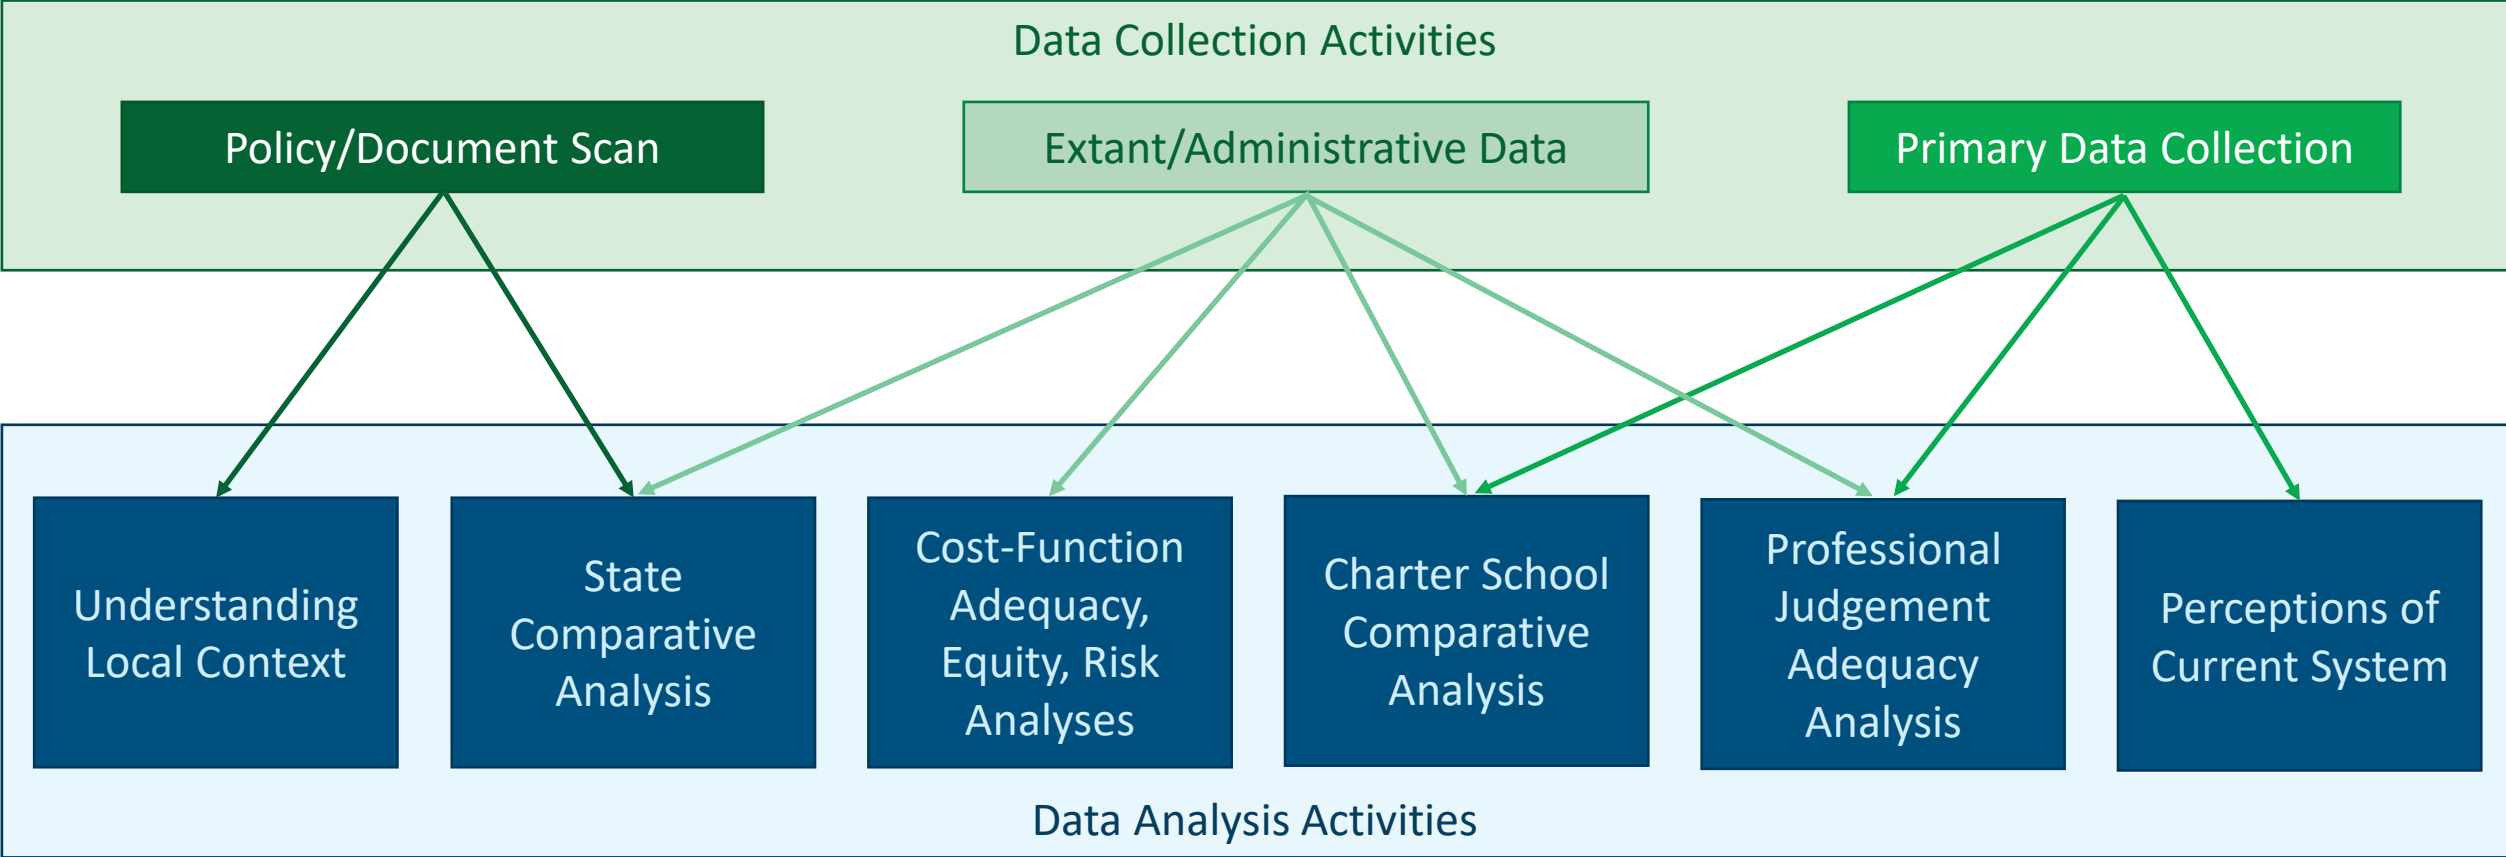 Data Collection Activities
Policy/Document Scan
Extant/Administrative Data
Primary Data Collection
Understanding
Local Context
State
Comparative
Analysis
Cost-Function
Adequacy,
Equity, Risk
Analyses
Charter School
Comparative
Analysis
Professional
Judgement
Adequacy
Analysis
Perceptions of
Current System
Data Analysis Activities